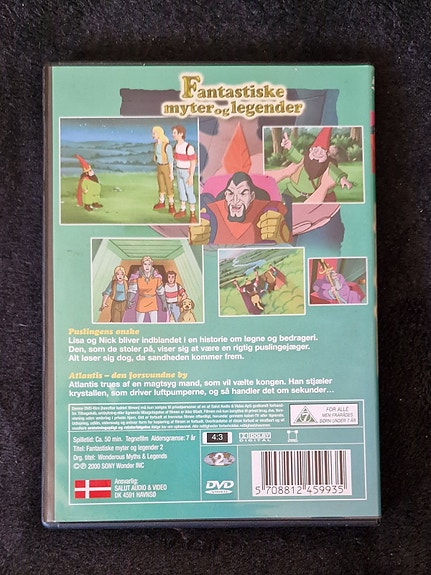 Fantastiske
myter og legender
Puslingens ønske
Lisa og Nick bliver indblandet i en historie om løgne og bedrageri.
Den, som de stoler på, viser sig at være en rigtig puslingejæger.
Alt løser sig dog, da sandheden kommer frem.
Atlantis – den forsvundne by
Atlantis trues af en magtsyg mand, som vil vælte kongen. Han stjæler
krystallen, som driver luftpumperne, og så handler det om sekunder...
7
FOR ALLE
MEN FRARÅDES
BØRN UNDER 7 ÅR
Spilletid: Ca. 50 min. Tegnefilm Aldersgrænse: 7 år
Titel: Fantastiske myter og legender 2
Org. titel: Wonderous Myths & Legends
©℗ 2000 SONY Wonder INC
4:3
DOLBY
DIGITAL
Ansvarlig:
SALUT AUDIO & VIDEO
DK 4591 HAVNSØ
DVD
5 708812 459935